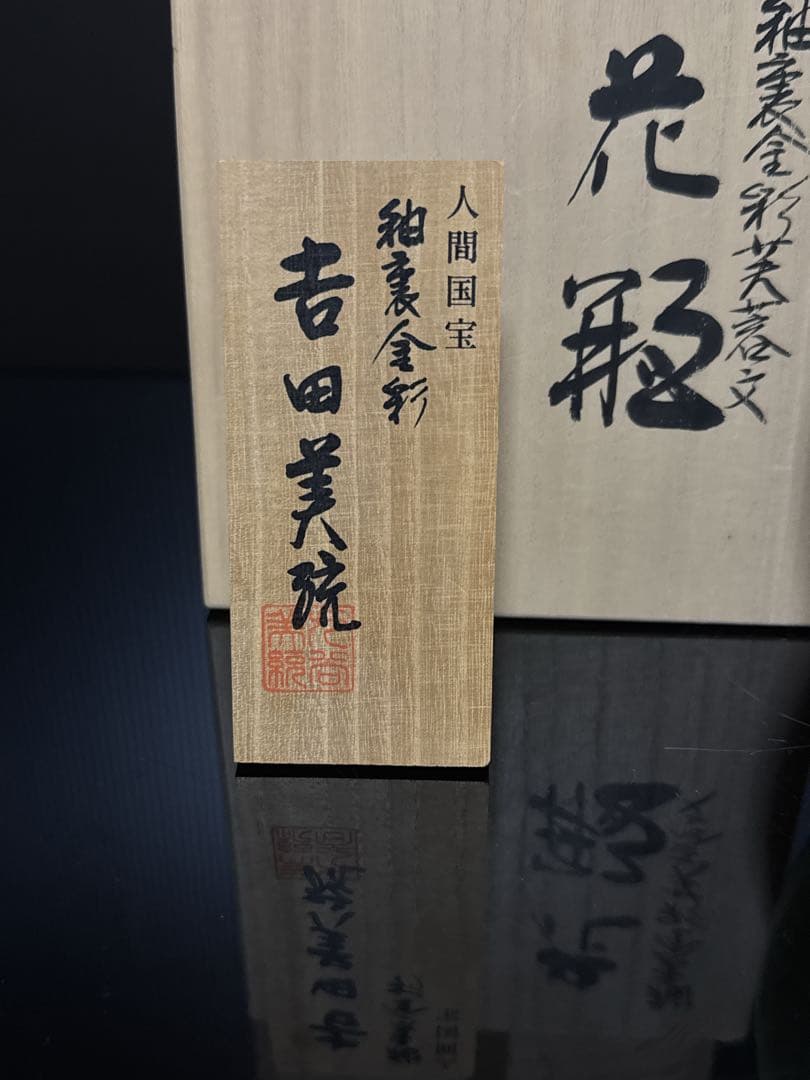 釉裏金彩芙蓉文
花瓶
人間国宝
釉裏金彩
吉田美統